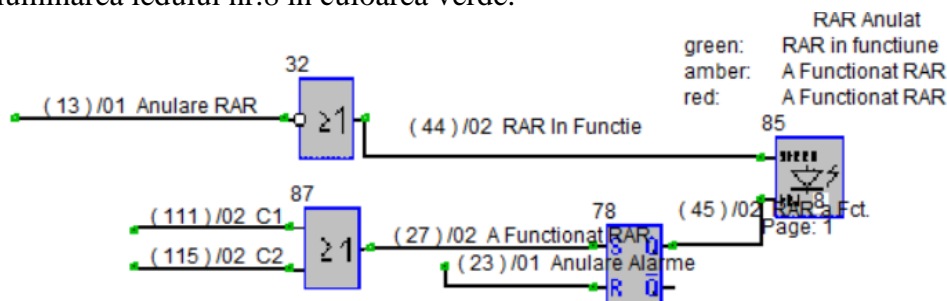 iluminarea ledului nr.8 în culoarea verde.
RAR Anulat
green: RAR in functiune
amber: A Functionat RAR
red: A Functionat RAR
32
( 13 )/01 Anulare RAR
≥1
( 44 )/02 RAR In Functie
85
green
8
87
( 111 )/02 C1
( 115 )/02 C2
≥1
78
( 27 )/02 A Functionat RAR
( 45 )/02 RAR a Fct.
Page: 1
S Q
( 23 )/01 Anulare Alarme
R Q